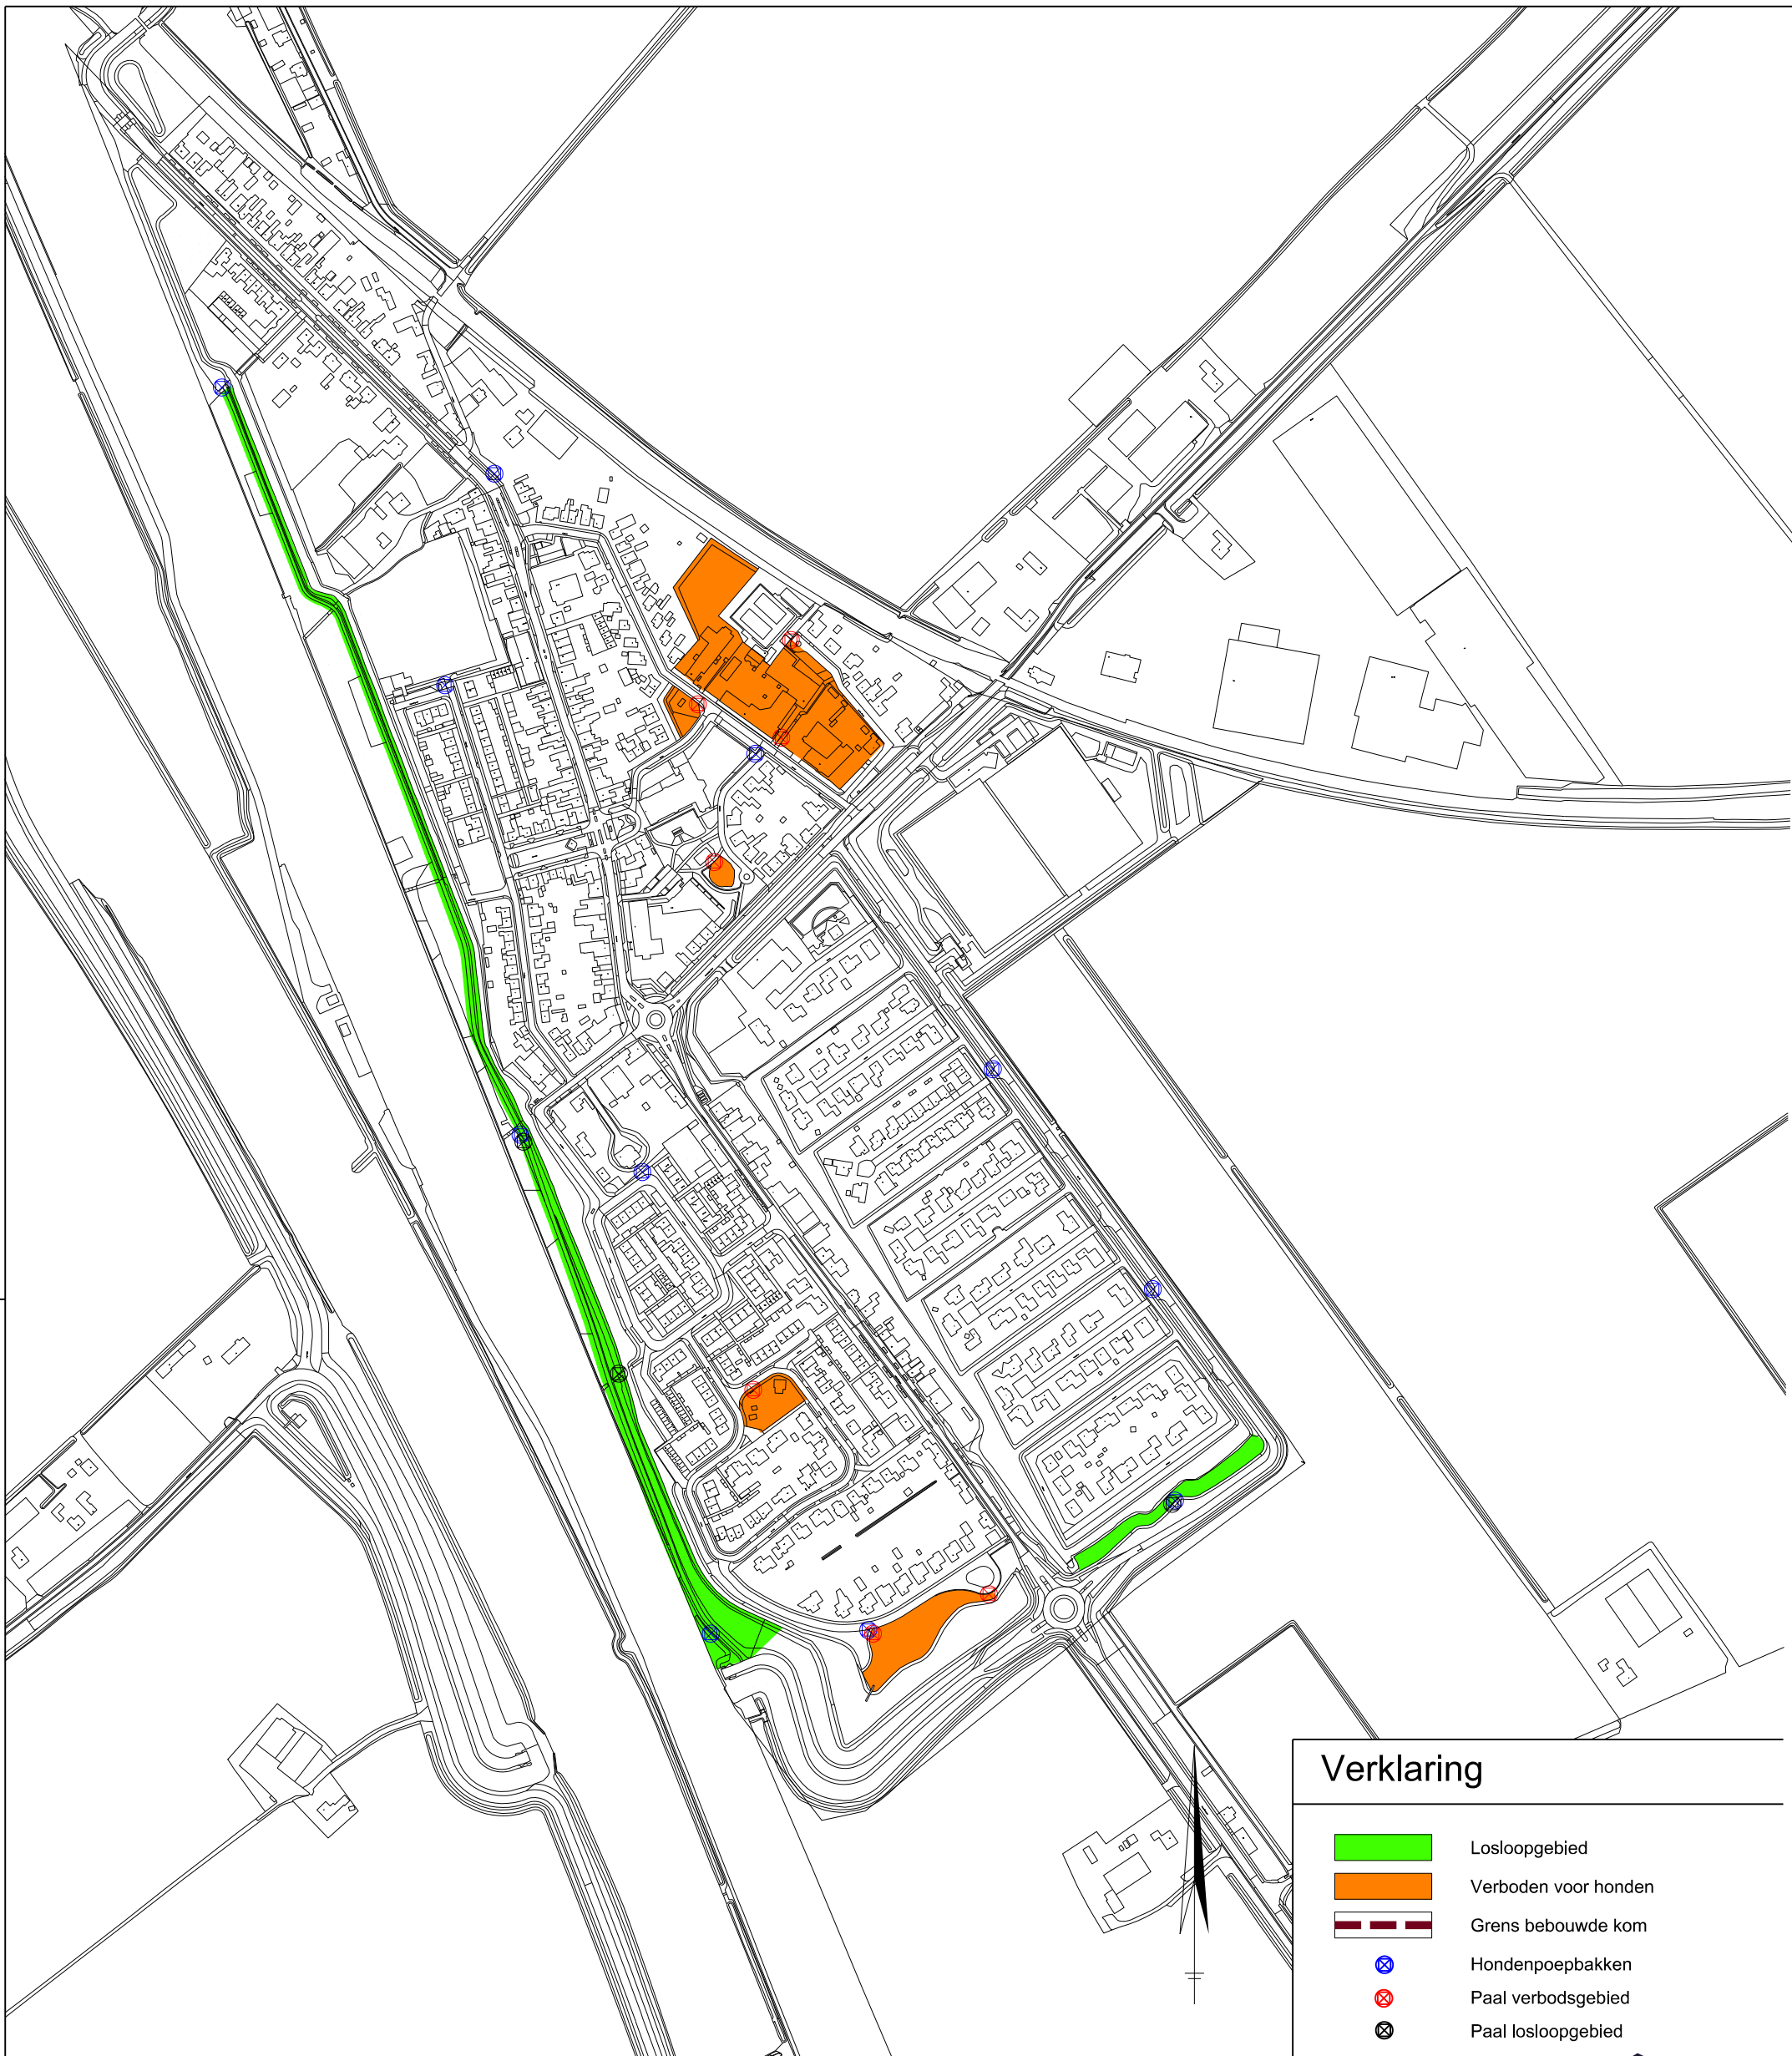 Verklaring
Losloopgebied
Verboden voor honden
Grens bebouwde kom
Hondenpoepbakken
Paal verbodsgebied
Paal losloopgebied